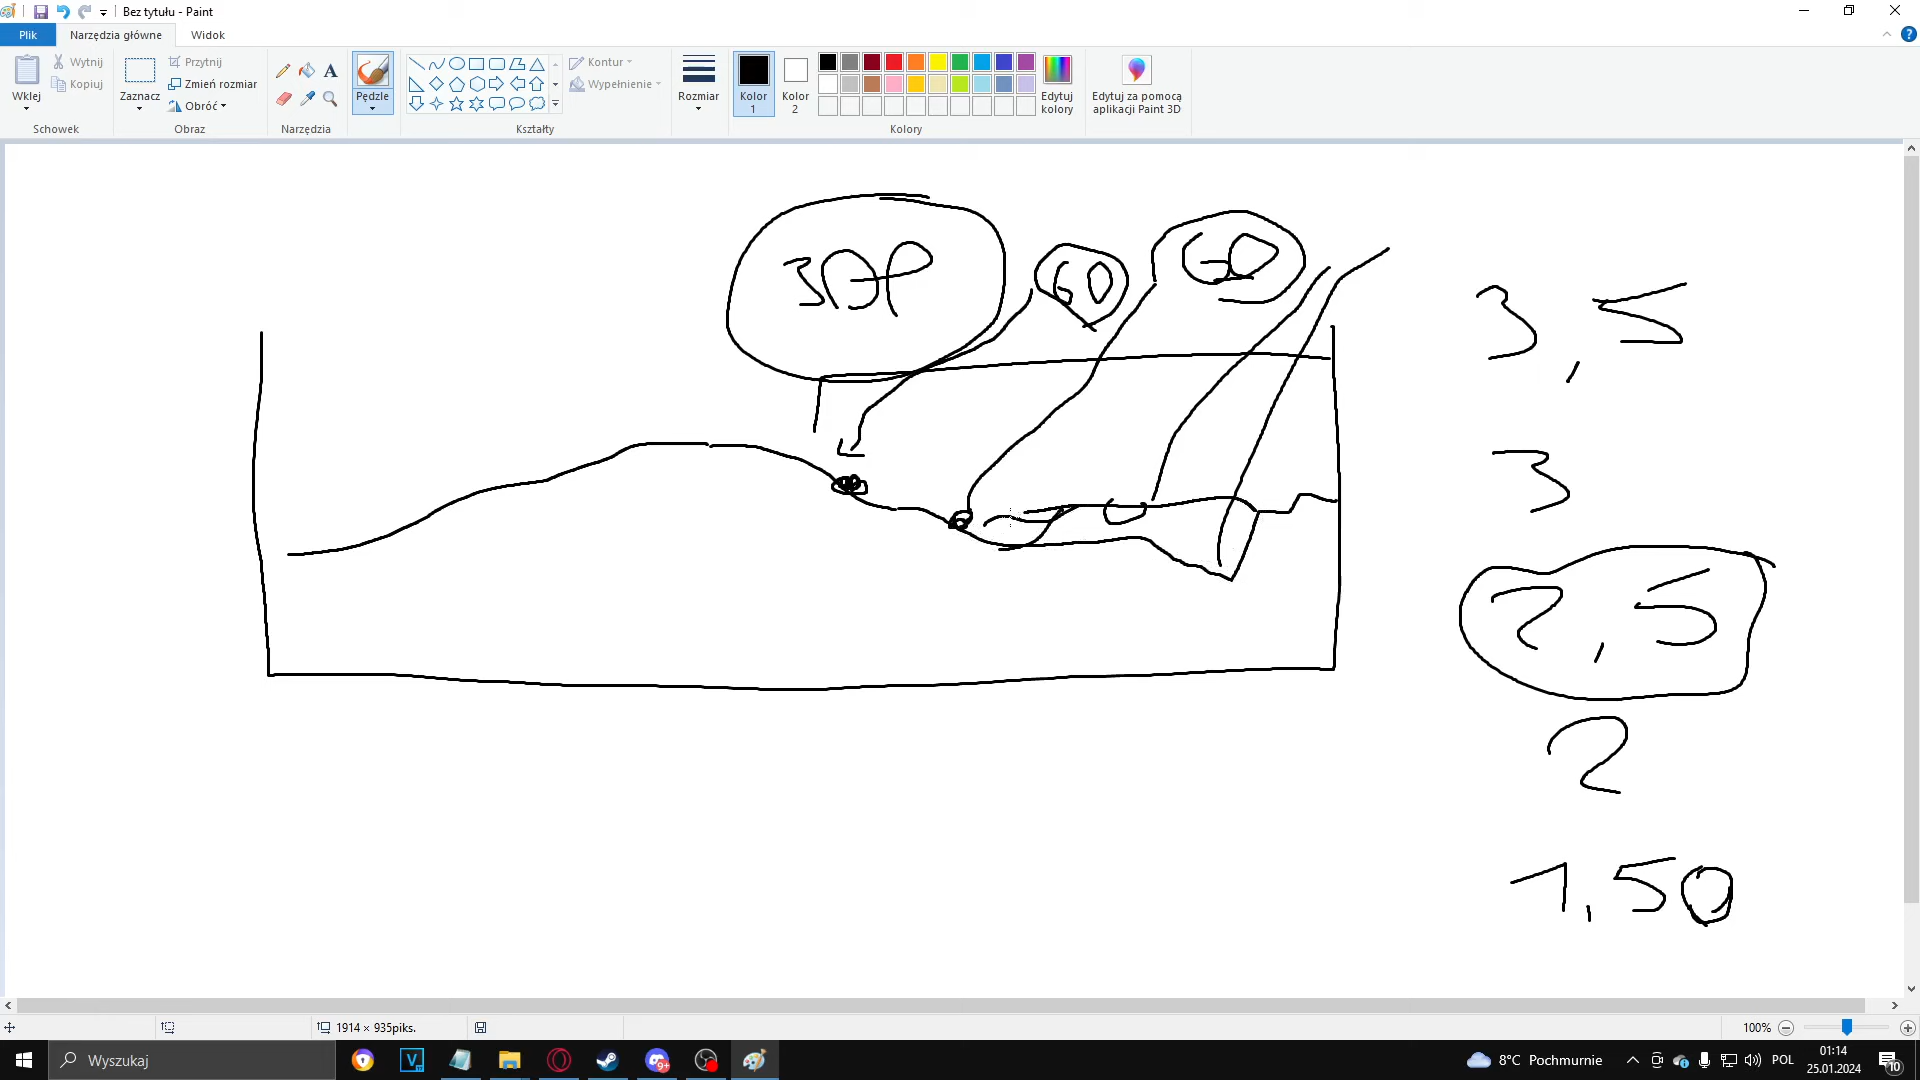 Bez tytułu - Paint
Plik Narzędzia główne Widok
Wklej
Wytnij
Kopiuj
Schowek
Zaznacz
Przytnij
Zmień rozmiar
Obróć
Obraz
A
Narzędzia
Pędzle
Kontur
Wypełnienie
Kształty
Rozmiar
Kolor
1
Kolor
2
Edytuj
kolory
Kolory
Edytuj za pomocą
aplikacji Paint 3D
60
3,5
3
2,5
2
1,50
1914 × 935piks.
100%
Wyszukaj
9+
8°C Pochmurnie
POL
01:14
25.01.2024
10